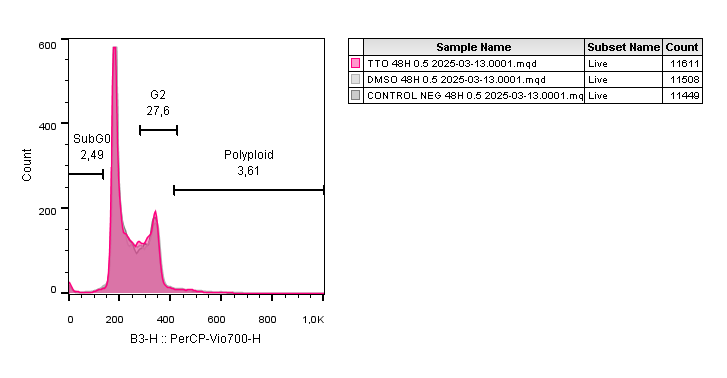 600
400
200
0
Count
SubG0
2,49
G2
27,6
Polyploid
3,61
0 200 400 600 800 1,0K
B3-H :: PerCP-Vio700-H
Sample Name Subset Name Count
TTO 48H 0.5 2025-03-13.0001.mqd Live 11611
DMSO 48H 0.5 2025-03-13.0001.mqd Live 11508
CONTROL NEG 48H 0.5 2025-03-13.0001.mq Live 11449